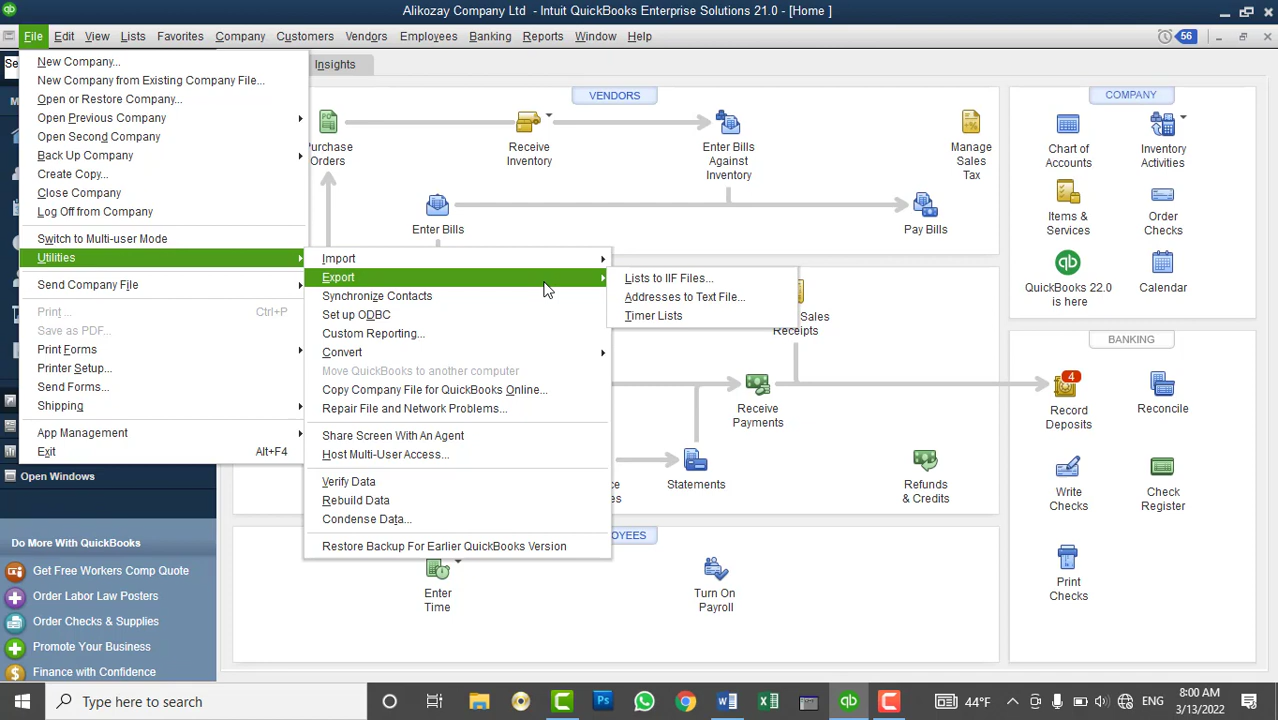 Alikozay Company Ltd - Intuit QuickBooks Enterprise Solutions 21.0 - [Home ]
File Edit View Lists Favorites Company Customers Vendors Employees Banking Reports Window Help
56
Insights
New Company...
New Company from Existing Company File...
Open or Restore Company...
Open Previous Company
Open Second Company
Back Up Company
Create Copy...
Close Company
Log Off from Company
Switch to Multi-user Mode
Utilities
Send Company File
Print ... Ctrl+P
Save as PDF...
Print Forms
Printer Setup...
Send Forms...
Shipping
App Management
Exit Alt+F4
Import
Export
Synchronize Contacts
Set up ODBC
Custom Reporting...
Convert
Move QuickBooks to another computer
Copy Company File for QuickBooks Online...
Repair File and Network Problems...
Share Screen With An Agent
Host Multi-User Access...
Verify Data
Rebuild Data
Condense Data...
Restore Backup For Earlier QuickBooks Version
Lists to IIF Files...
Addresses to Text File...
Timer Lists
VENDORS
Orders
Receive
Inventory
Enter Bills
Against
Inventory
Manage
Sales
Tax
Enter Bills
Pay Bills
Sales
Receipts
Receive
Payments
Statements
Refunds
& Credits
Enter
Time
Turn On
Payroll
COMPANY
Chart of
Accounts
Inventory
Activities
Items &
Services
Order
Checks
QuickBooks 22.0
is here
Calendar
BANKING
4
Record
Deposits
Reconcile
Write
Checks
Check
Register
Print
Checks
Open Windows
Do More With QuickBooks
Get Free Workers Comp Quote
Order Labor Law Posters
Order Checks & Supplies
Promote Your Business
Finance with Confidence
Type here to search
44°F
ENG
8:00 AM
3/13/2022